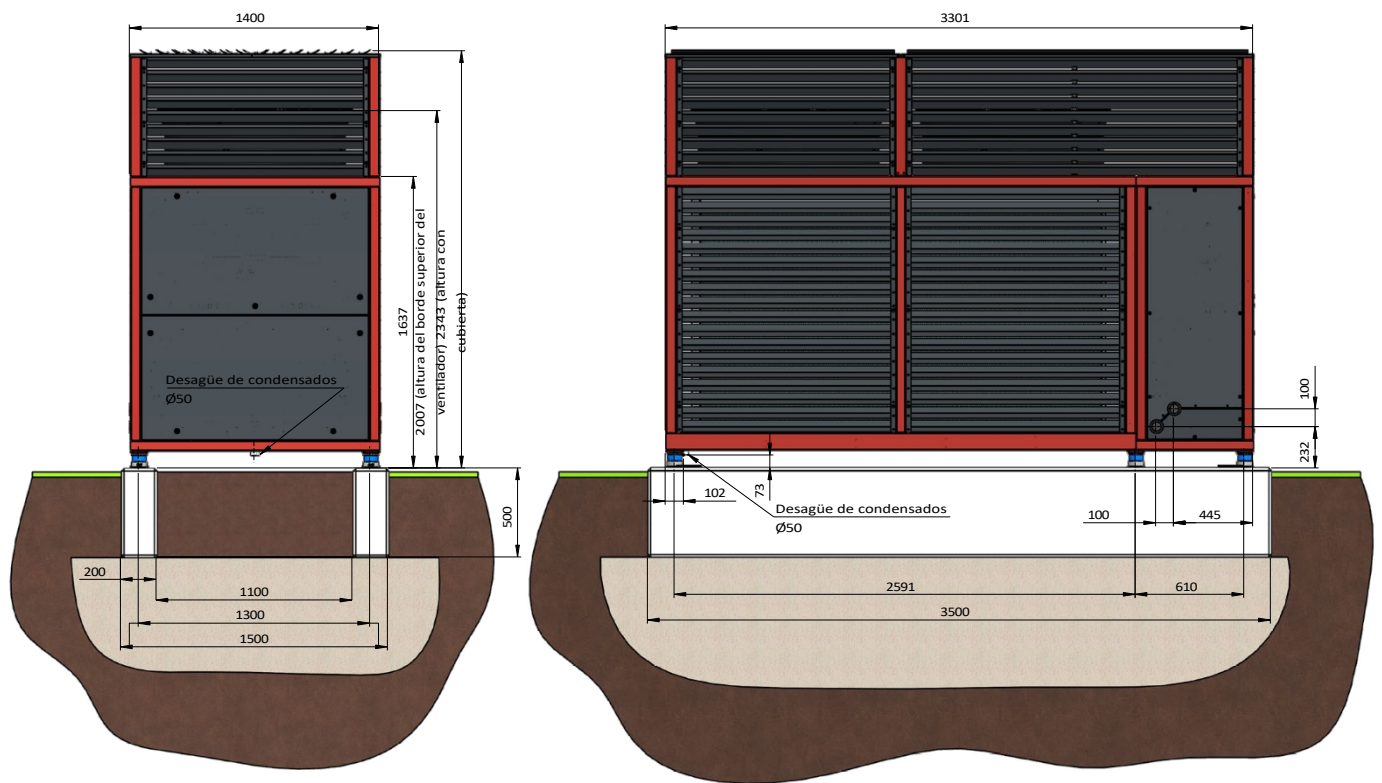 1400
1637
2007 (altura del borde superior del
ventilador) 2343 (altura con
cubierta)
Desagüe de condensados
Ø50
500
200
1100
1300
1500
3301
100
232
102
73
Desagüe de condensados
Ø50
100
445
2591
610
3500